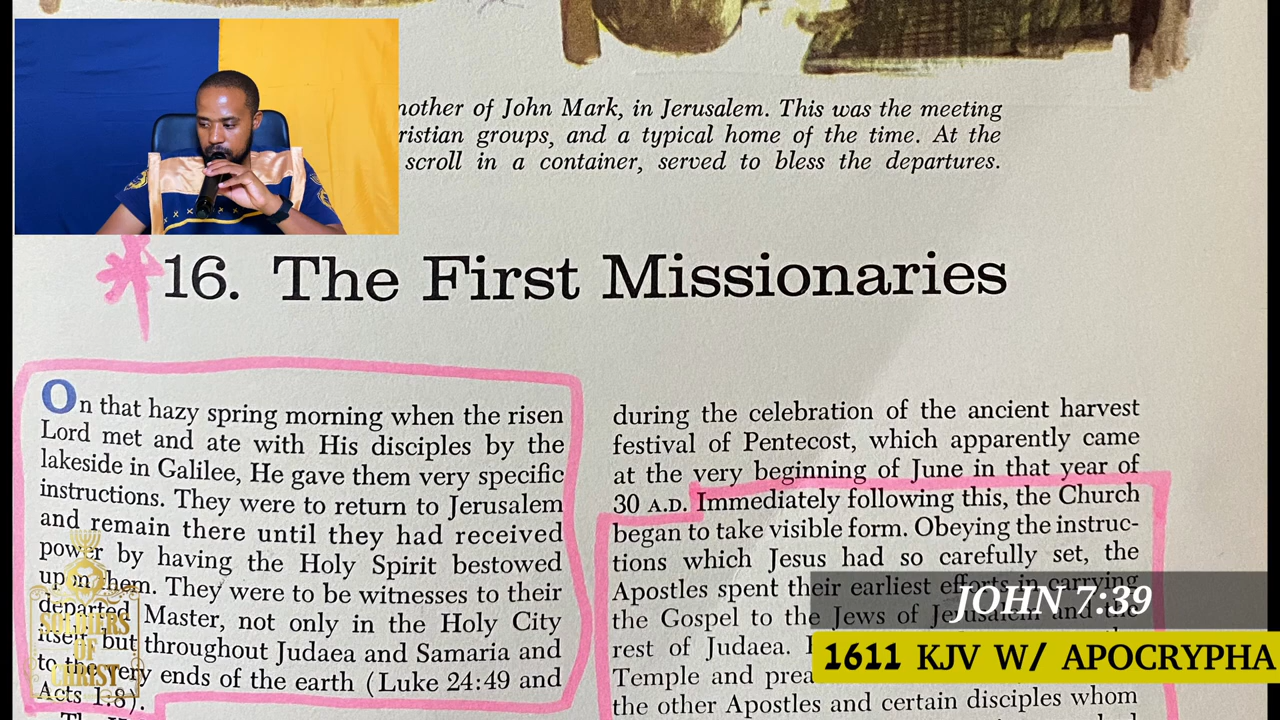 nother of John Mark, in Jerusalem. This was the meeting
ristian groups, and a typical home of the time. At the
scroll in a container, served to bless the departures.
16. The First Missionaries
On that hazy spring morning when the risen
Lord met and ate with His disciples by the
lakeside in Galilee, He gave them very specific
instructions. They were to return to Jerusalem
and remain there until they had received
power by having the Holy Spirit bestowed
upon them. They were to be witnesses to their
departed Master, not only in the Holy City
itself but throughout Judaea and Samaria and
to the very ends of the earth (Luke 24:49 and
Acts 1:8).
during the celebration of the ancient harvest
festival of Pentecost, which apparently came
at the very beginning of June in that year of
30 A.D. Immediately following this, the Church
began to take visible form. Obeying the instruc-
tions which Jesus had so carefully set, the
Apostles spent their earliest efforts in carrying
the Gospel to the Jews of Jerusalem and the
rest of Judaea.
Temple and prea
the other Apostles and certain disciples whom
SOLDIERS
OF
CHRIST
JOHN 7:39
1611 KJV W/ APOCRYPHA